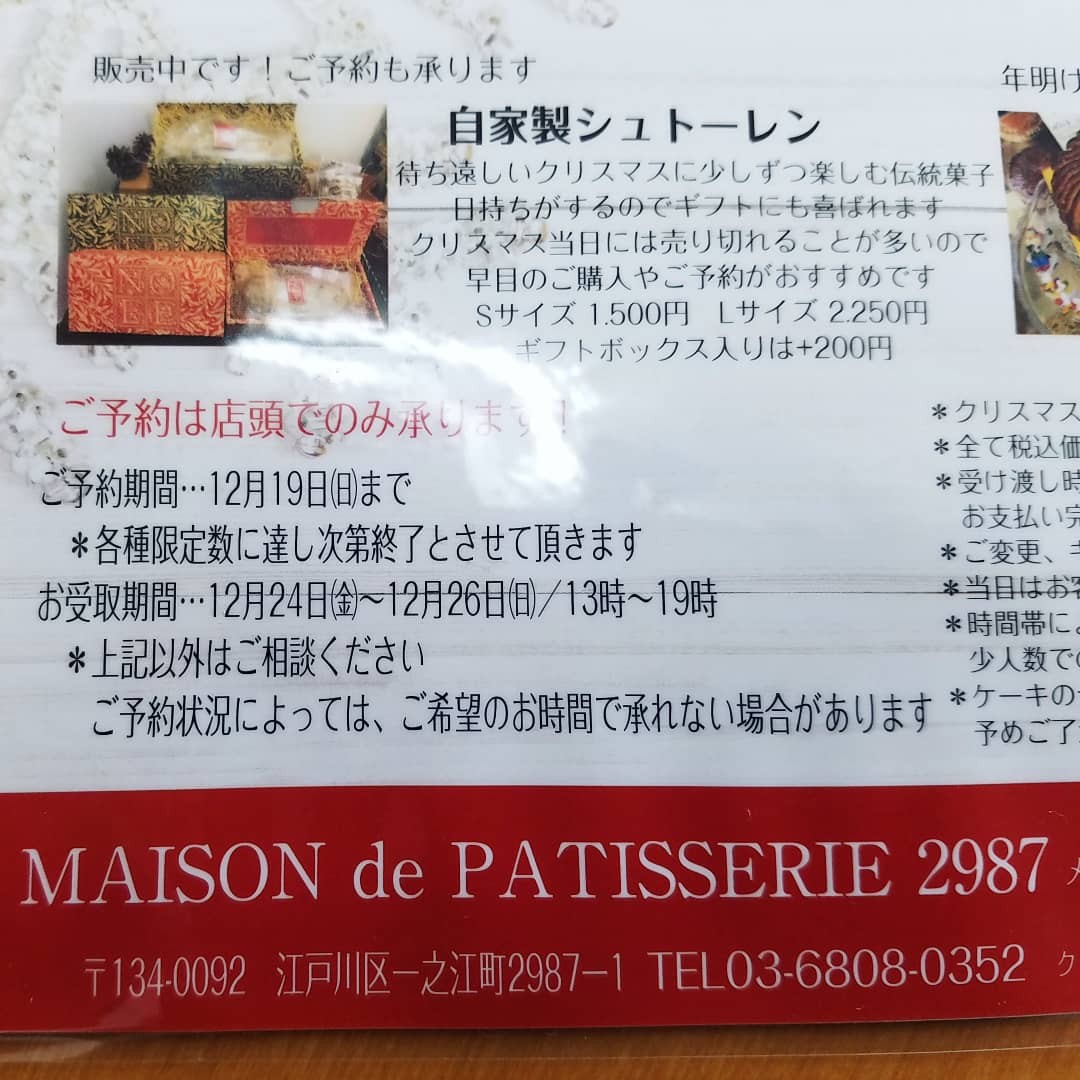 販売中です！ご予約も承ります
自家製シュトーレン
待ち遠しいクリスマスに少しずつ楽しむ伝統菓子
日持ちがするのでギフトにも喜ばれます
クリスマス当日には売り切れることが多いので
早目のご購入やご予約がおすすめです
Sサイズ 1.500円 Lサイズ 2.250円
ギフトボックス入りは+200円
NOEL
NOEL
年明け
ご予約は店頭でのみ承ります！
ご予約期間…12月19日㈰まで
＊各種限定数に達し次第終了とさせて頂きます
お受取期間…12月24日㈮～12月26日㈰／13時～19時
＊上記以外はご相談ください
ご予約状況によっては、ご希望のお時間で承れない場合があります
＊クリスマス
＊全て税込価
＊受け渡し時
お支払い完
＊ご変更、キ
＊当日はお客
＊時間帯によ
少人数での
＊ケーキの
予めご了
MAISON de PATISSERIE 2987
〒134-0092 江戸川区一之江町2987－1 TEL03-6808-0352